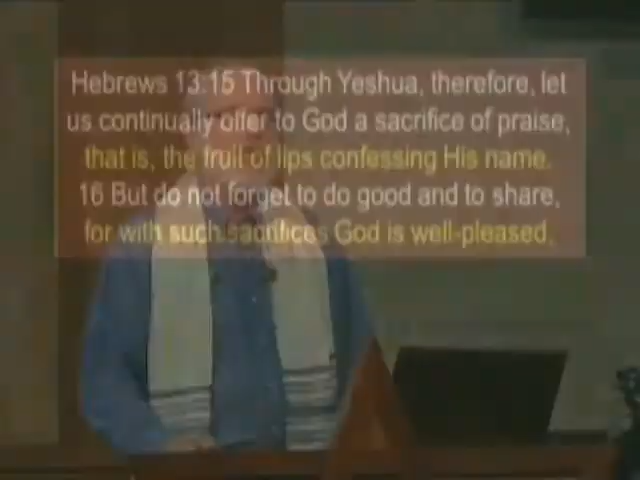 Hebrews 13:15 Through Yeshua, therefore, let
us continually offer to God a sacrifice of praise,
that is, the fruit of lips confessing His name.
16 But do not forget to do good and to share,
for with such sacrifices God is well-pleased.